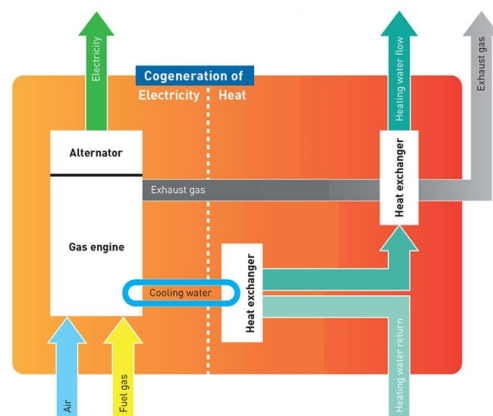 Electricity
Heating water flow
Exhaust gas
Cogeneration of
Electricity
Heat
Alternator
Exhaust gas
Heat exchanger
Gas engine
Cooling water
Heat exchanger
Air
Fuel gas
Heating water return